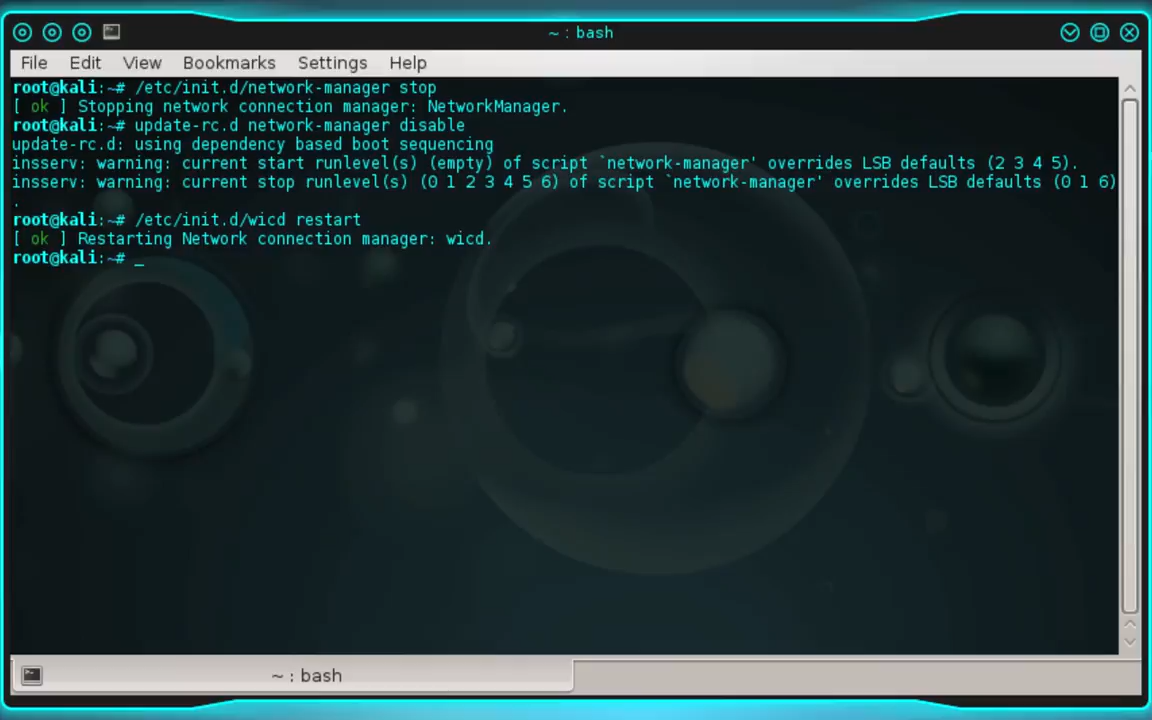 ~ : bash
File Edit View Bookmarks Settings Help
root@kali:~# /etc/init.d/network-manager stop
[ ok ] Stopping network connection manager: NetworkManager.
root@kali:~# update-rc.d network-manager disable
update-rc.d: using dependency based boot sequencing
insserv: warning: current start runlevel(s) (empty) of script `network-manager' overrides LSB defaults (2 3 4 5).
insserv: warning: current stop runlevel(s) (0 1 2 3 4 5 6) of script `network-manager' overrides LSB defaults (0 1 6)
.
root@kali:~# /etc/init.d/wicd restart
[ ok ] Restarting Network connection manager: wicd.
root@kali:~# _
~ : bash